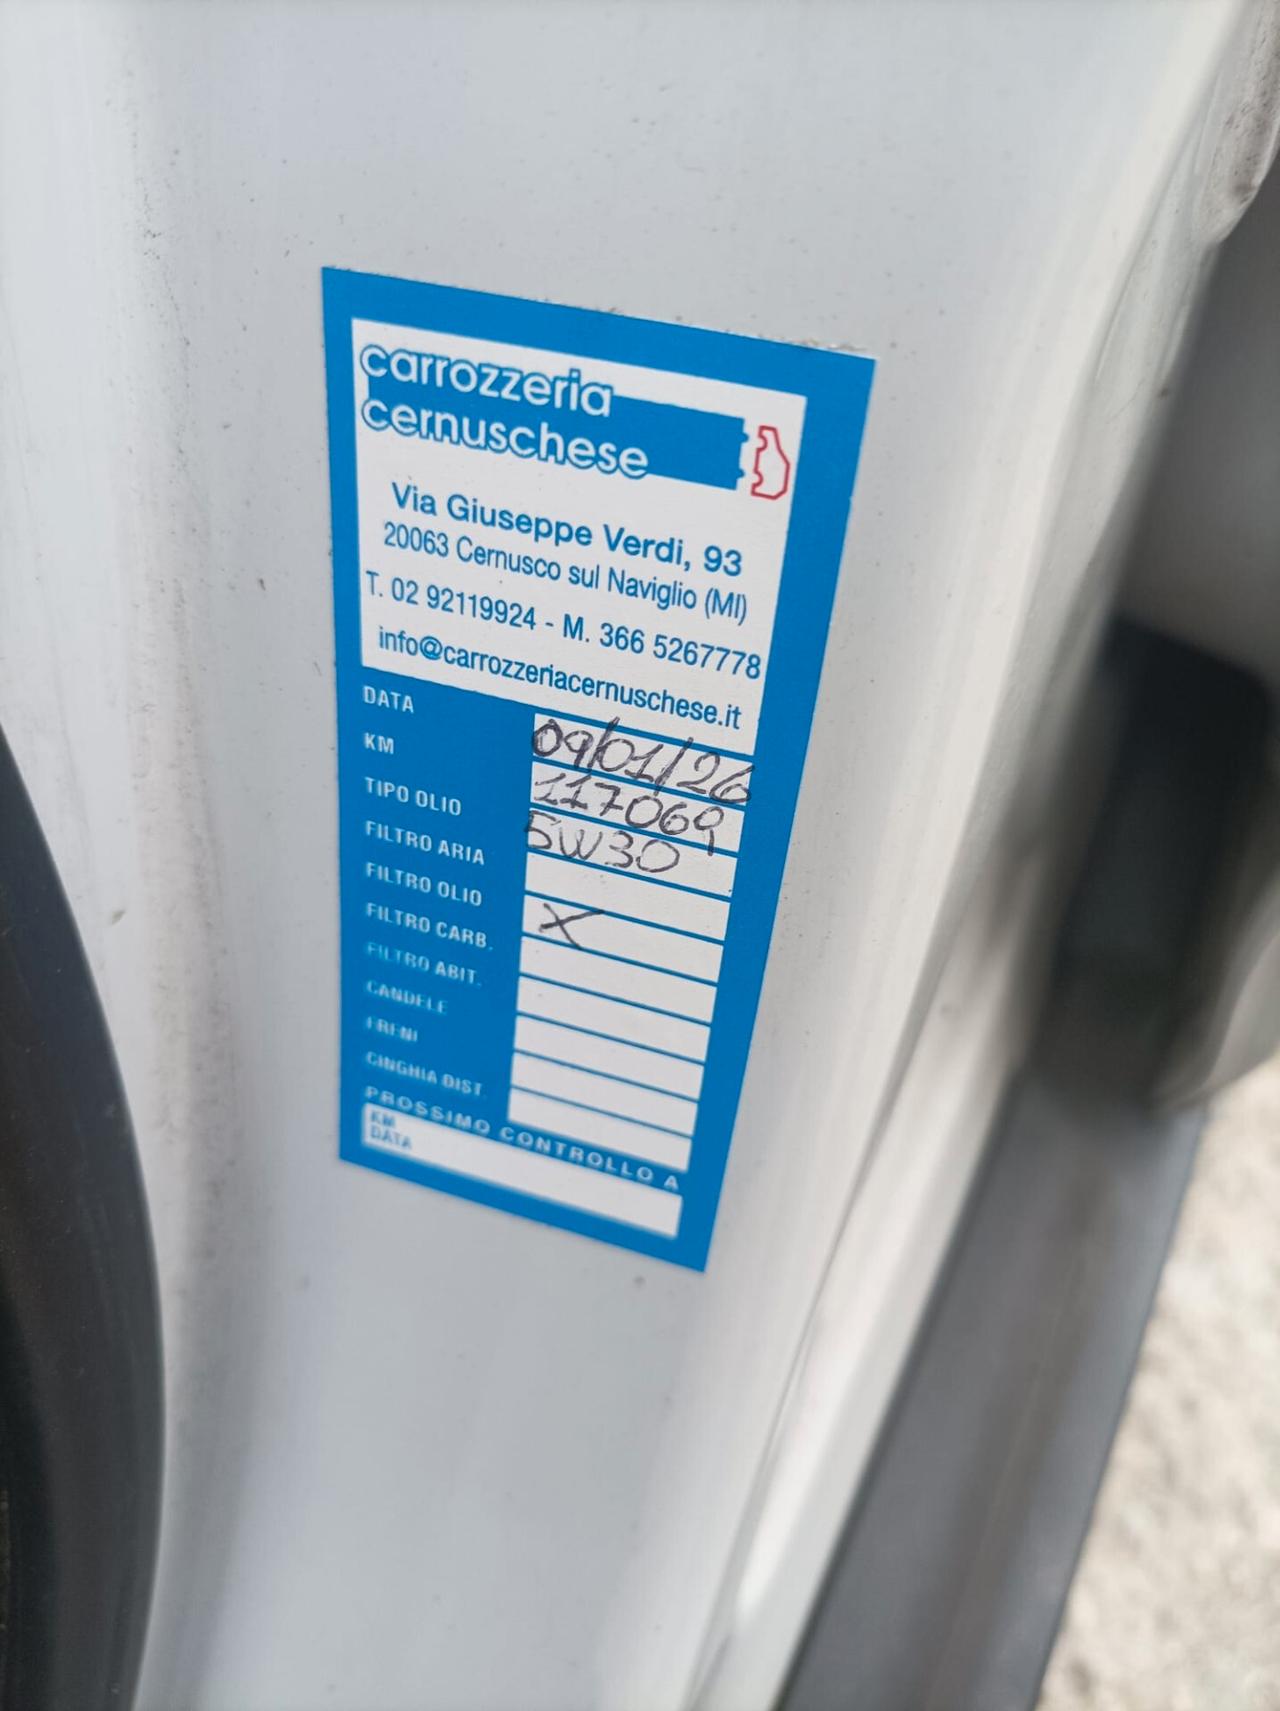 carrozzeria
cernuschese
Via Giuseppe Verdi, 93
20063 Cernusco sul Naviglio (MI)
T. 02 92119924 - M. 366 5267778
info@carrozzeriacernuschese.it
DATA 09/01/26
KM 117069
TIPO OLIO 5W30
FILTRO ARIA
FILTRO OLIO X
FILTRO CARB.
FILTRO ABIT.
CANDELE
FRENI
CINGHIA DIST.
PROSSIMO CONTROLLO A
KM
DATA